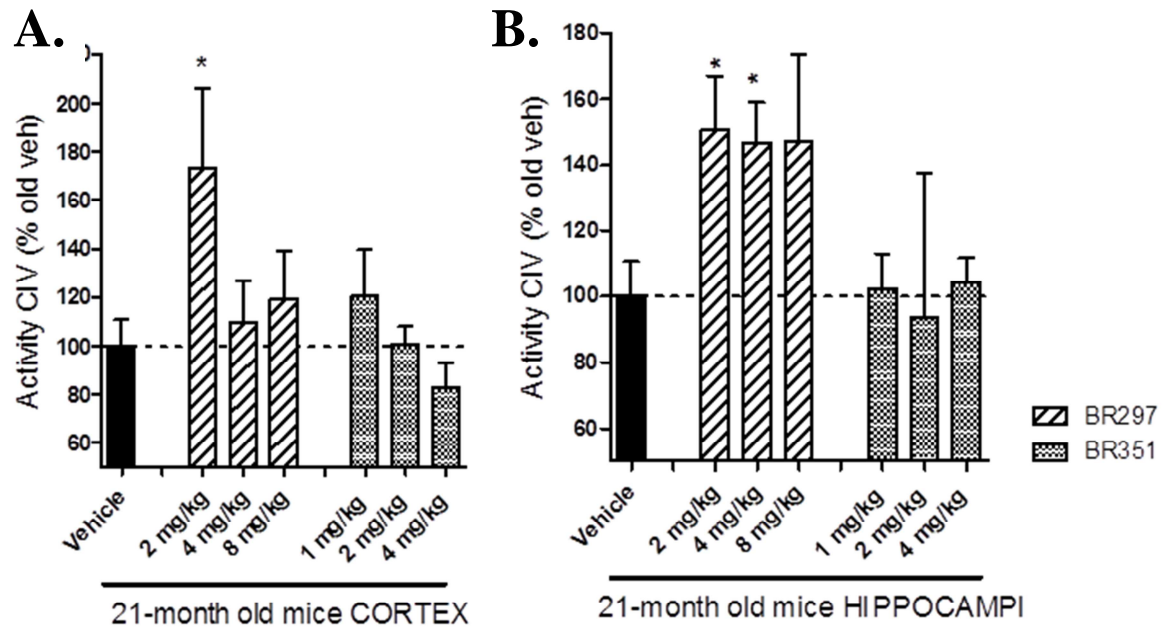 A.
Activity CIV (% old veh)
200
180
160
140
120
100
80
60
*
Vehicle
2 mg/kg
4 mg/kg
8 mg/kg
1 mg/kg
2 mg/kg
4 mg/kg
21-month old mice CORTEX
B.
Activity CIV (% old veh)
180
160
140
120
100
80
60
*
*
Vehicle
2 mg/kg
4 mg/kg
8 mg/kg
1 mg/kg
2 mg/kg
4 mg/kg
21-month old mice HIPPOCAMPI
BR297
BR351